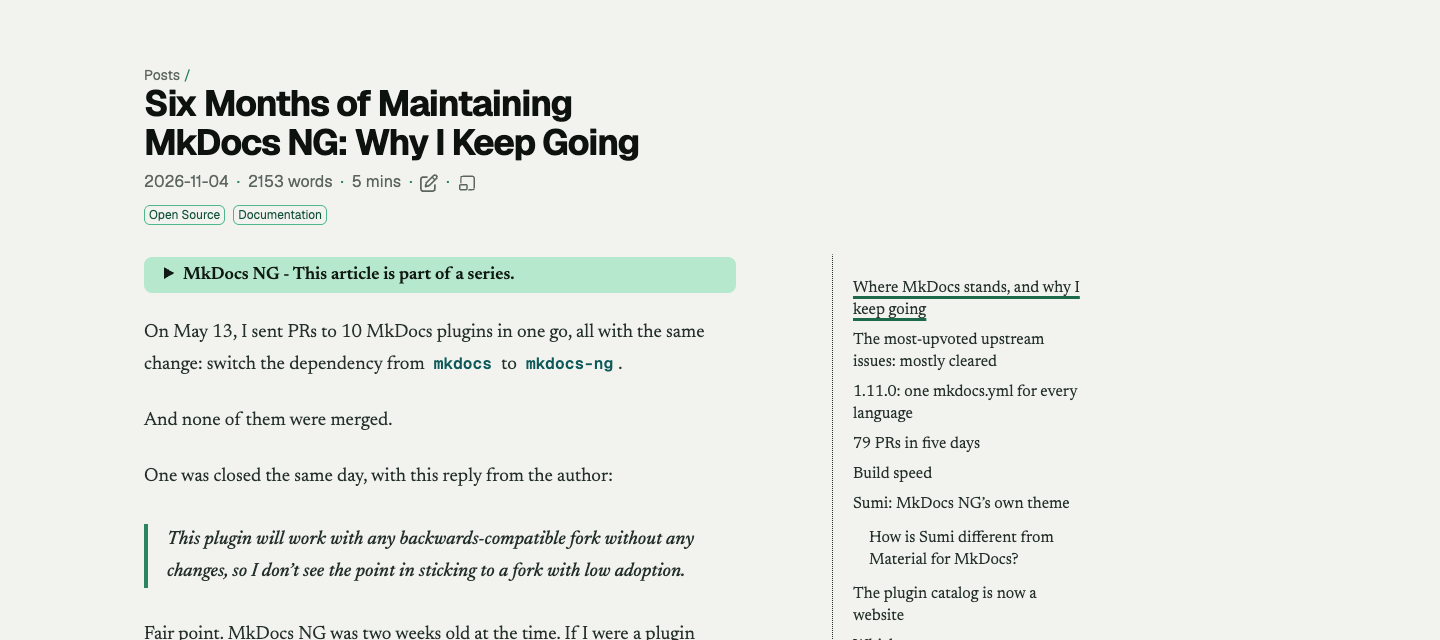 Posts /
Six Months of Maintaining
MkDocs NG: Why I Keep Going
2026-11-04 · 2153 words · 5 mins · ·
Open Source Documentation
MkDocs NG - This article is part of a series.
On May 13, I sent PRs to 10 MkDocs plugins in one go, all with the same
change: switch the dependency from mkdocs to mkdocs-ng .
And none of them were merged.
One was closed the same day, with this reply from the author:
This plugin will work with any backwards-compatible fork without any
changes, so I don’t see the point in sticking to a fork with low adoption.
Fair point. MkDocs NG was two weeks old at the time. If I were a plugin
Where MkDocs stands, and why I
keep going
The most-upvoted upstream
issues: mostly cleared
1.11.0: one mkdocs.yml for every
language
79 PRs in five days
Build speed
Sumi: MkDocs NG’s own theme
How is Sumi different from
Material for MkDocs?
The plugin catalog is now a
website